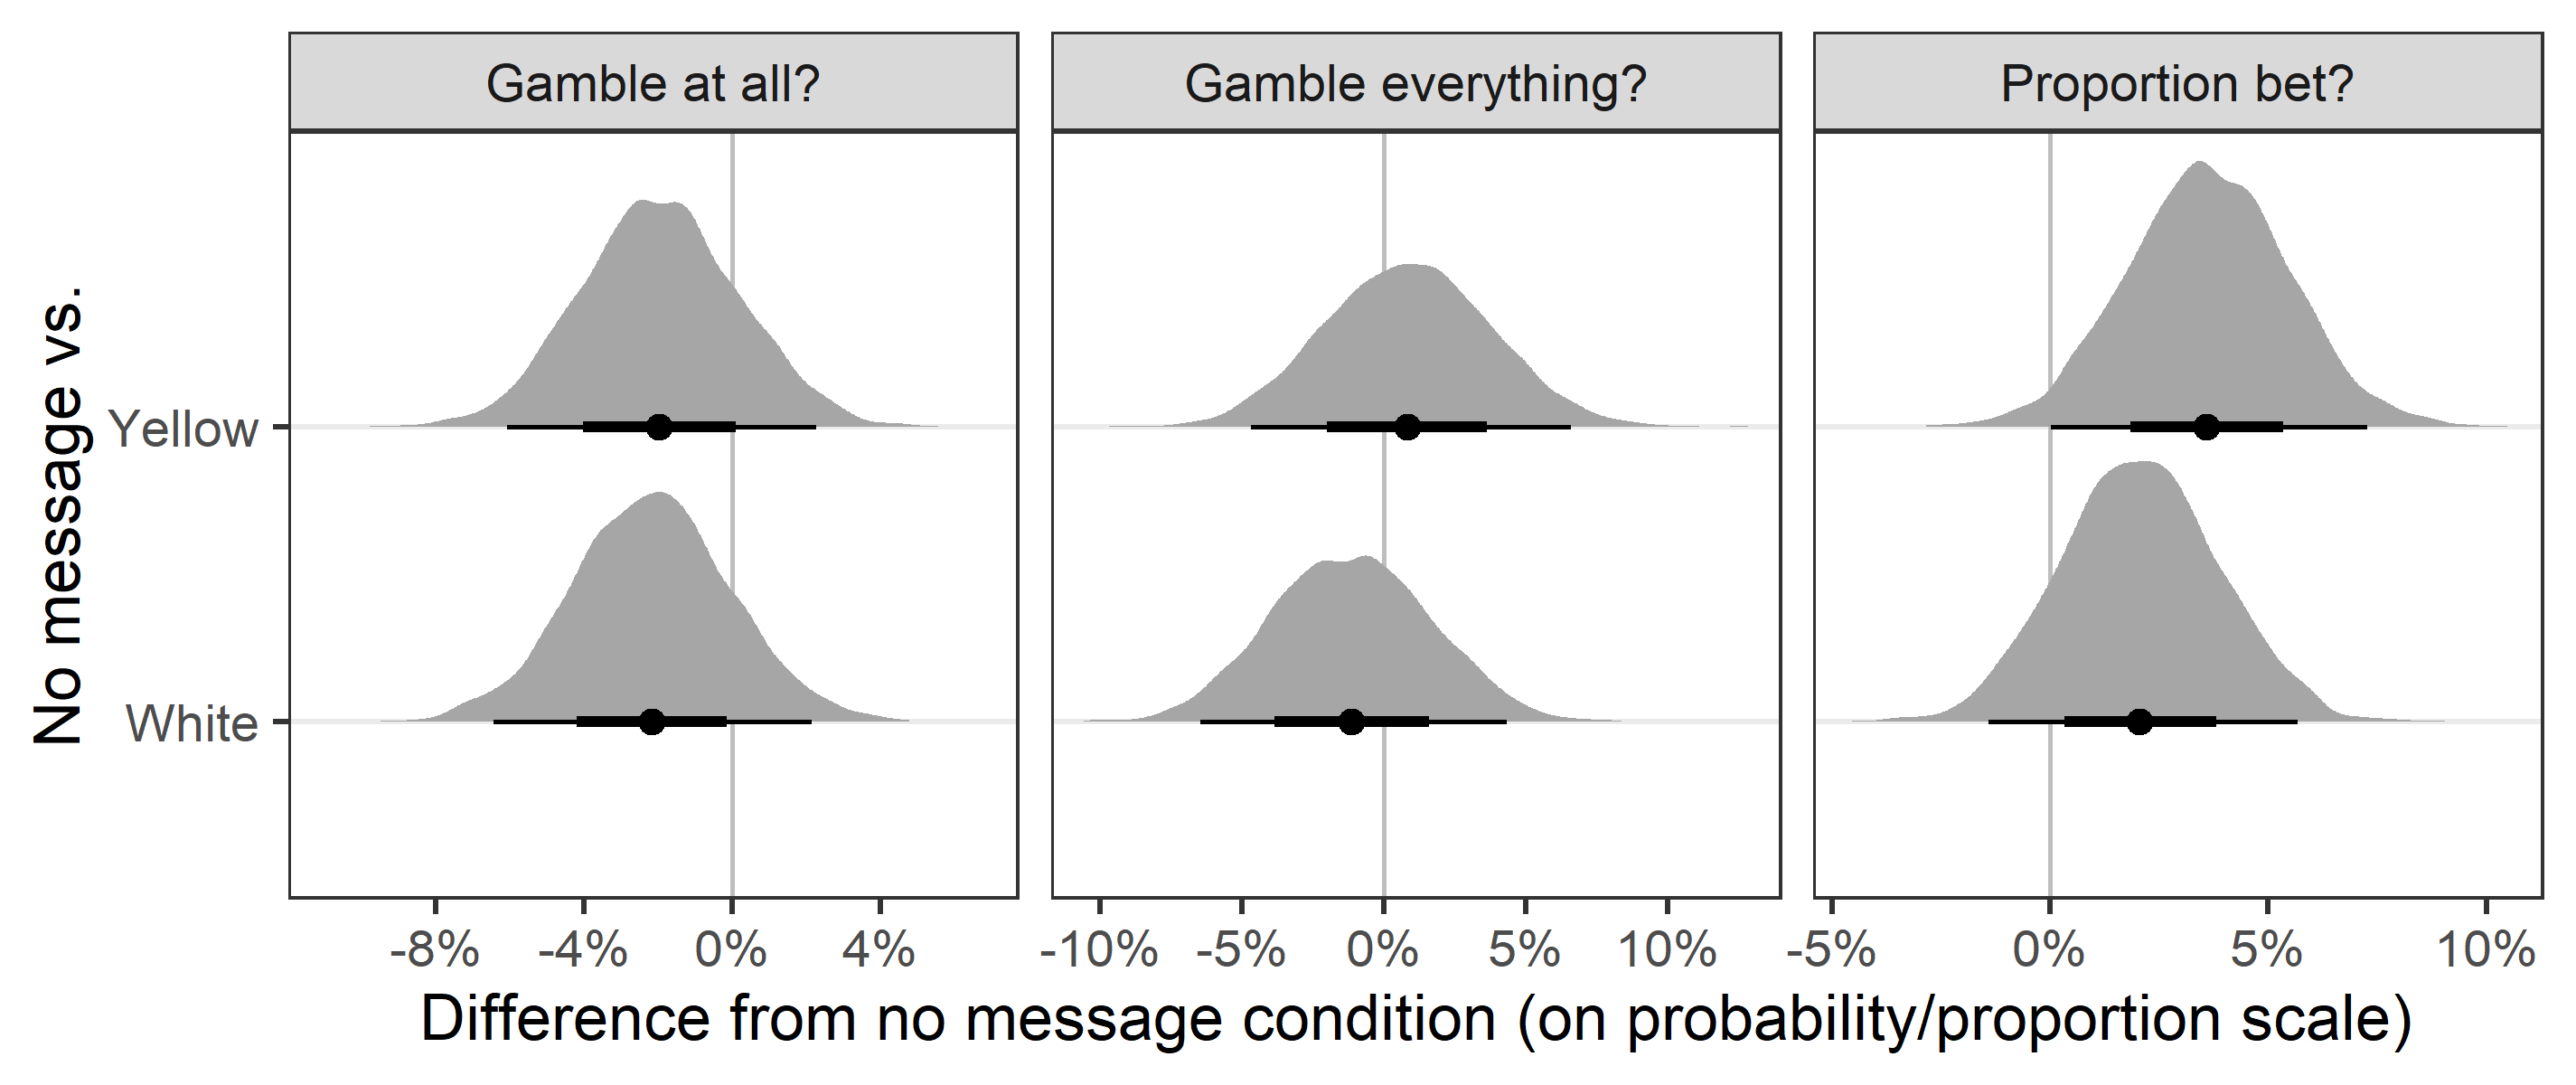 Gamble at all?
Gamble everything?
Proportion bet?
No message vs.
Yellow
White
-8% -4% 0% 4%
-10% -5% 0% 5% 10%
-5% 0% 5% 10%
Difference from no message condition (on probability/proportion scale)